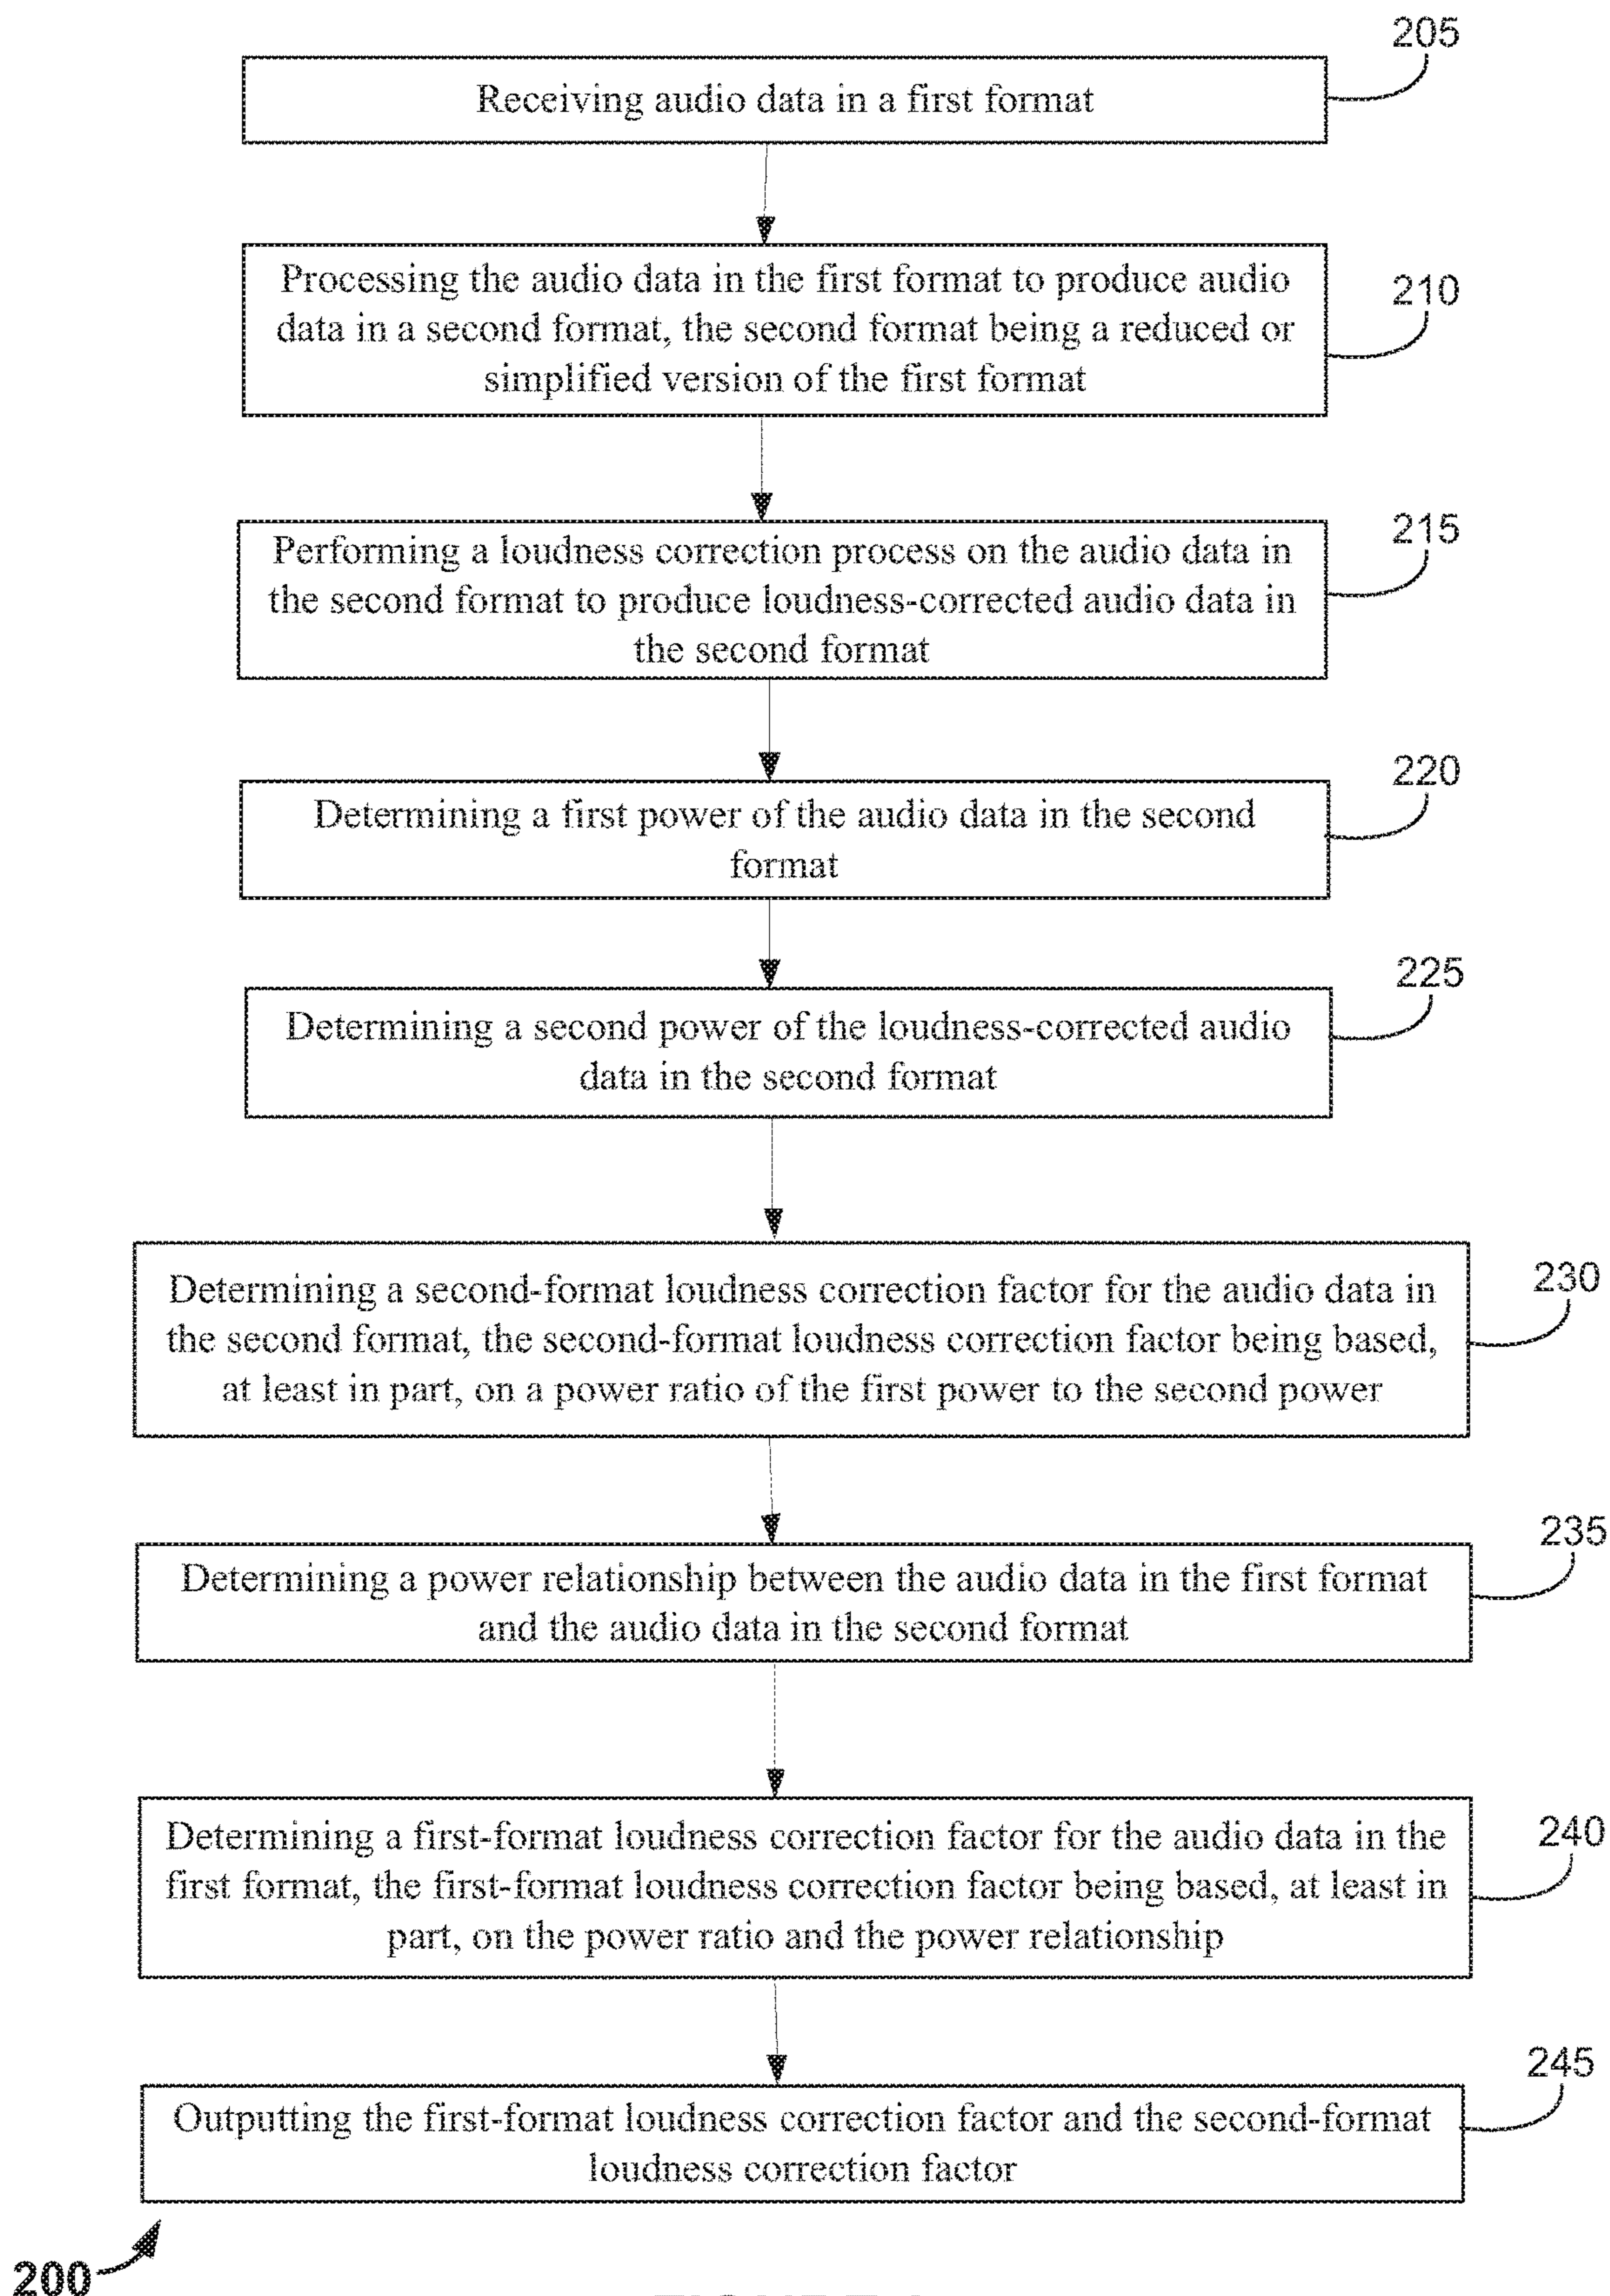 205
Receiving audio data in a first format
210
Processing the audio data in the first format to produce audio
data in a second format, the second format being a reduced or
simplified version of the first format
215
Performing a loudness correction process on the audio data in
the second format to produce loudness-corrected audio data in
the second format
220
Determining a first power of the audio data in the second
format
225
Determining a second power of the loudness-corrected audio
data in the second format
230
Determining a second-format loudness correction factor for the audio data in
the second format, the second-format loudness correction factor being based,
at least in part, on a power ratio of the first power to the second power
235
Determining a power relationship between the audio data in the first format
and the audio data in the second format
240
Determining a first-format loudness correction factor for the audio data in the
first format, the first-format loudness correction factor being based, at least in
part, on the power ratio and the power relationship
245
Outputting the first-format loudness correction factor and the second-format
loudness correction factor
200